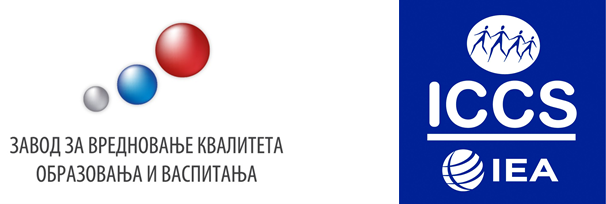 ЗАВОД ЗА ВРЕДНОВАЊЕ КВАЛИТЕТА
ОБРАЗОВАЊА И ВАСПИТАЊА
ICCS
IEA